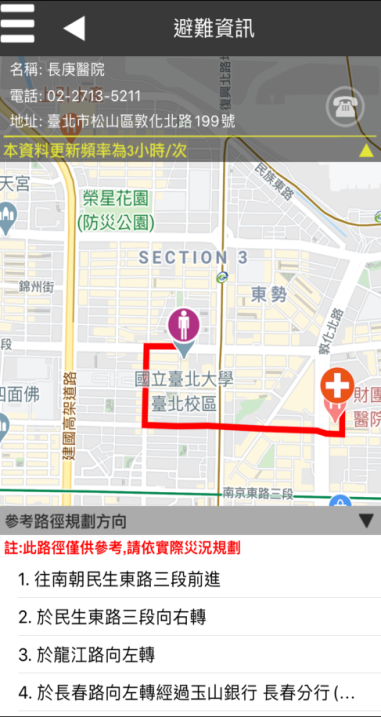 避難資訊
名稱: 長庚醫院
電話: 02-2713-5211
地址: 臺北市松山區敦化北路199號
本資料更新頻率為3小時/次
復興北路
天宮
榮星花園
(防災公園)
民族東路
SECTION 3
錦州街
東勢
段
敦化北路
國立臺北大學
臺北校區
四面佛
建國高架道路
財團
醫院
南京東路三段
參考路徑規劃方向
註:此路徑僅供參考,請依實際災況規劃
1. 往南朝民生東路三段前進
2. 於民生東路三段向右轉
3. 於龍江路向左轉
4. 於長春路向左轉經過玉山銀行 長春分行 (...